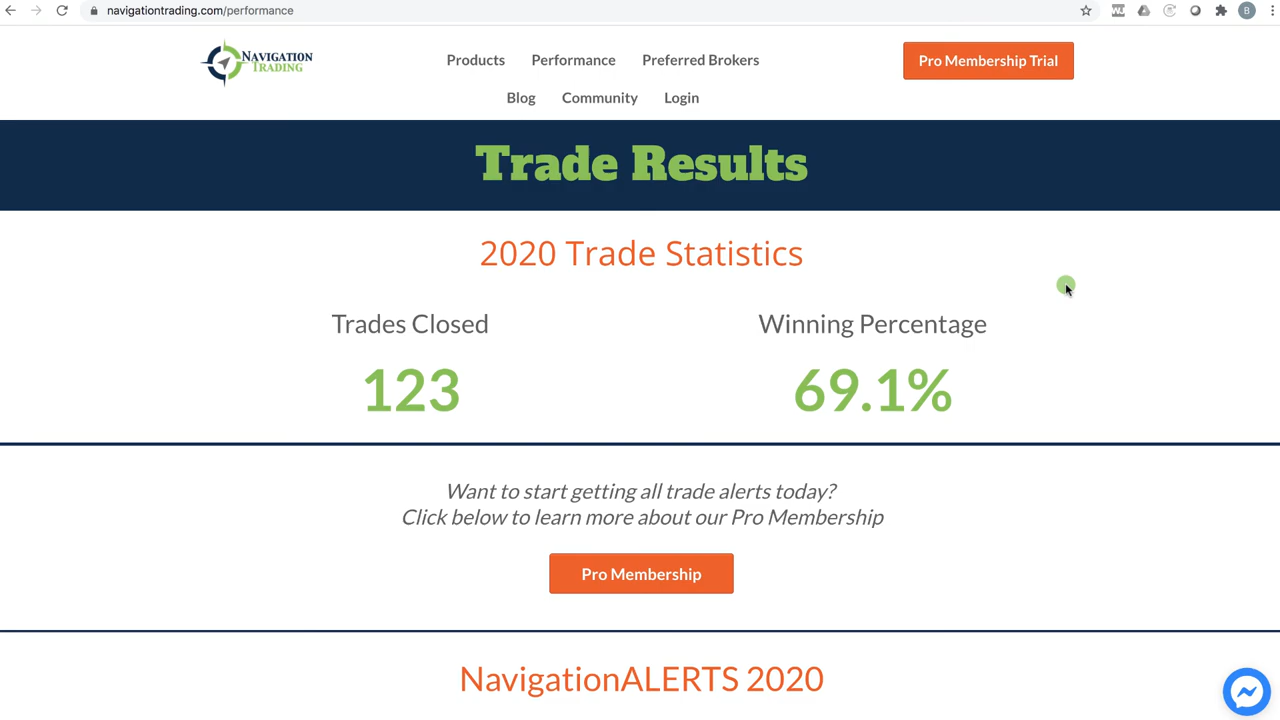 navigationtrading.com/performance
B
NAVIGATION
TRADING
Products Performance Preferred Brokers
Blog Community Login
Pro Membership Trial
Trade Results
2020 Trade Statistics
Trades Closed
123
Winning Percentage
69.1%
Want to start getting all trade alerts today?
Click below to learn more about our Pro Membership
Pro Membership
NavigationALERTS 2020